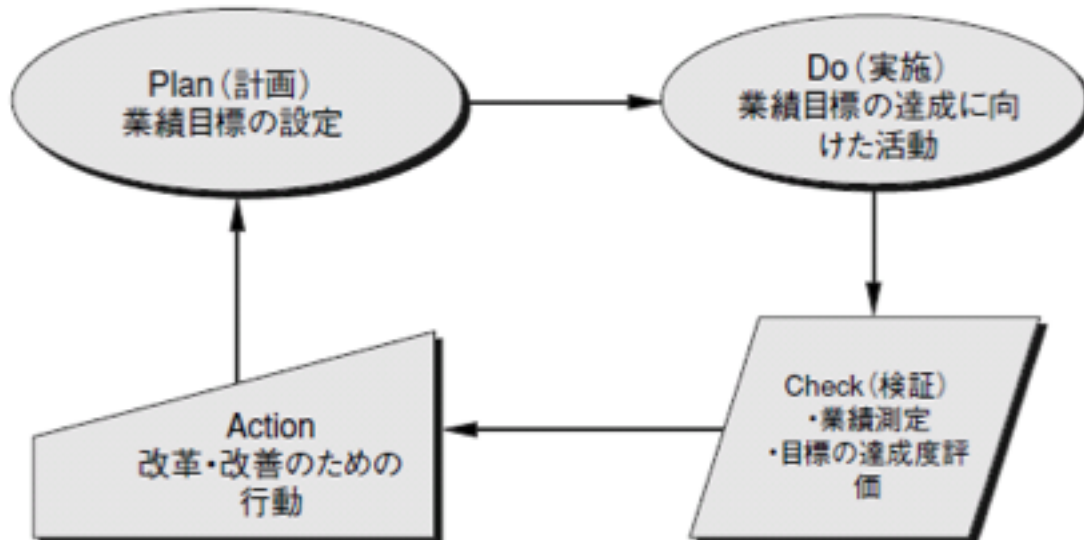 Plan（計画）
業績目標の設定
Do（実施）
業績目標の達成に向
けた活動
Check（検証）
・業績測定
・目標の達成度評
価
Action
改革・改善のための
行動